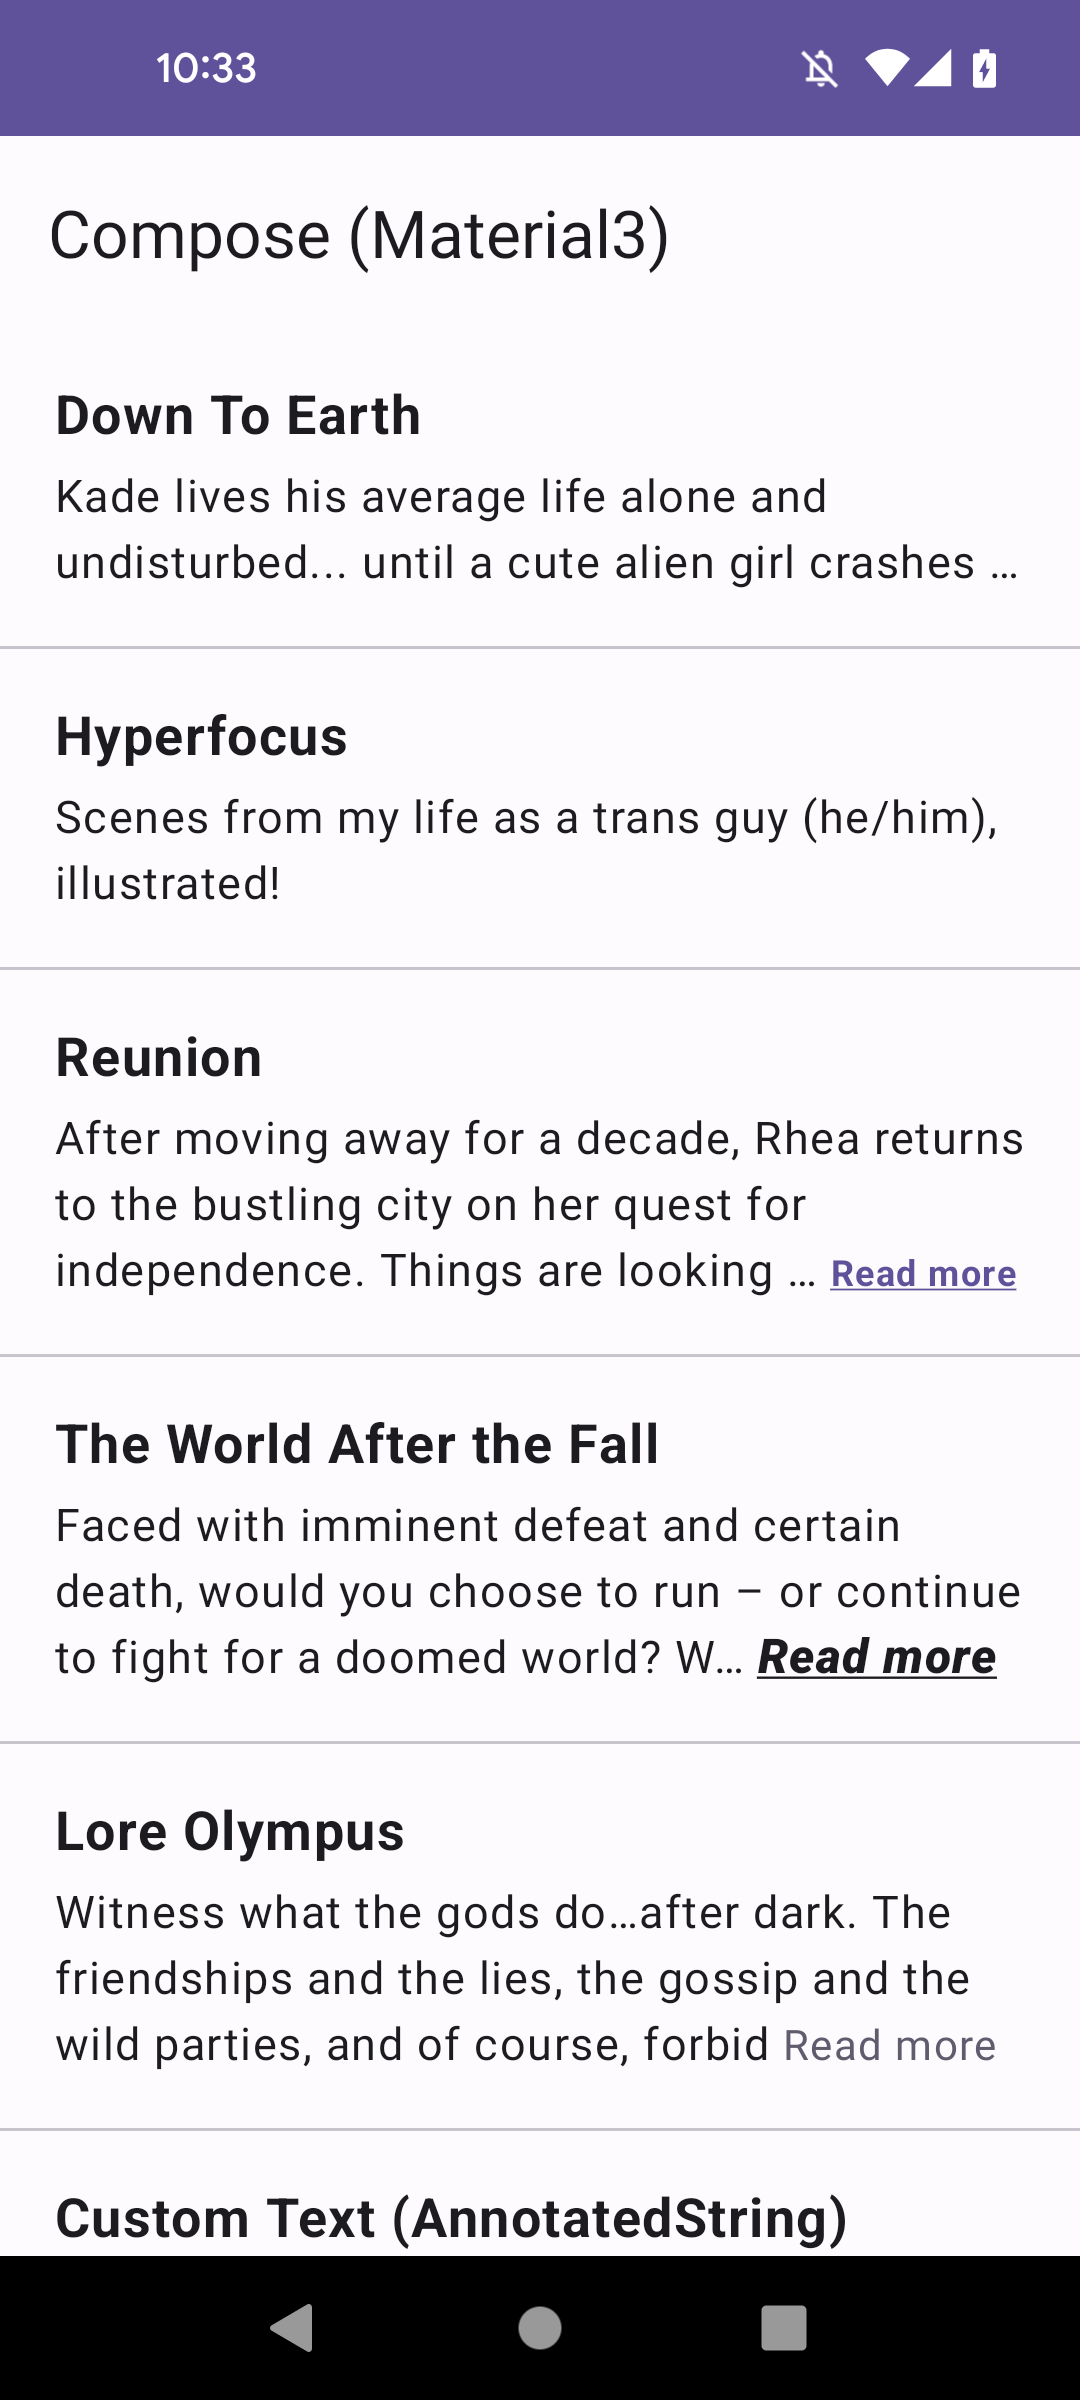 10:33
Compose (Material3)
Down To Earth
Kade lives his average life alone and
undisturbed... until a cute alien girl crashes …
Hyperfocus
Scenes from my life as a trans guy (he/him),
illustrated!
Reunion
After moving away for a decade, Rhea returns
to the bustling city on her quest for
independence. Things are looking … Read more
The World After the Fall
Faced with imminent defeat and certain
death, would you choose to run – or continue
to fight for a doomed world? W… Read more
Lore Olympus
Witness what the gods do…after dark. The
friendships and the lies, the gossip and the
wild parties, and of course, forbid Read more
Custom Text (AnnotatedString)